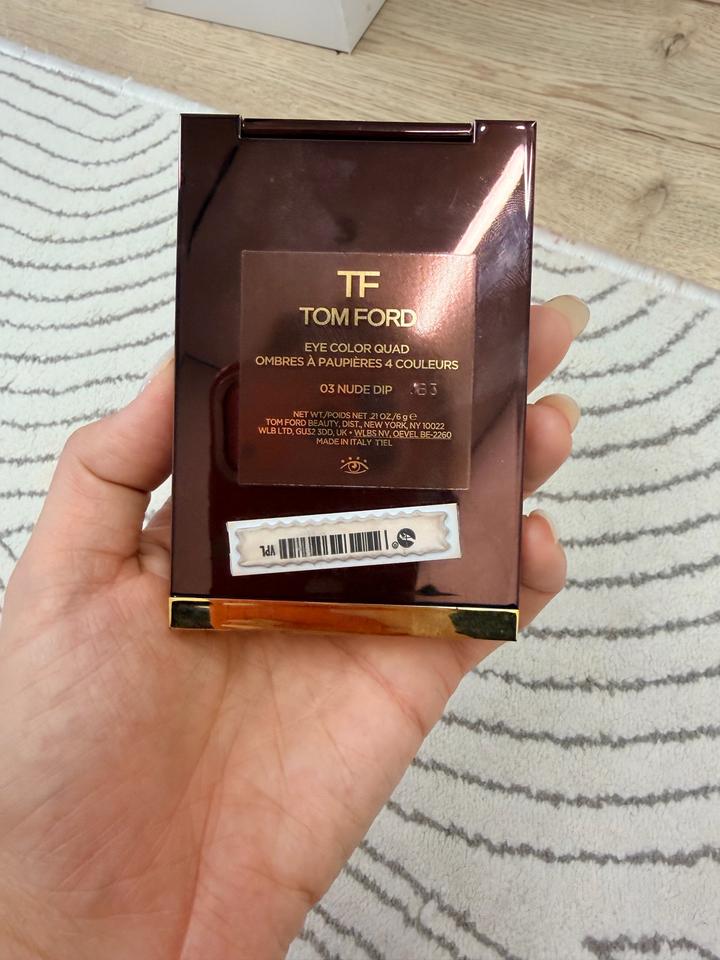 TF
TOM FORD
EYE COLOR QUAD
OMBRES À PAUPIÈRES 4 COULEURS
03 NUDE DIP
NET WT./POIDS NET .21 OZ./6 g ℮
TOM FORD BEAUTY, DIST., NEW YORK, NY 10022
WLB LTD, GU32 3DD, UK • WLBS NV, OEVEL BE-2260
MADE IN ITALY T1EL
VPL